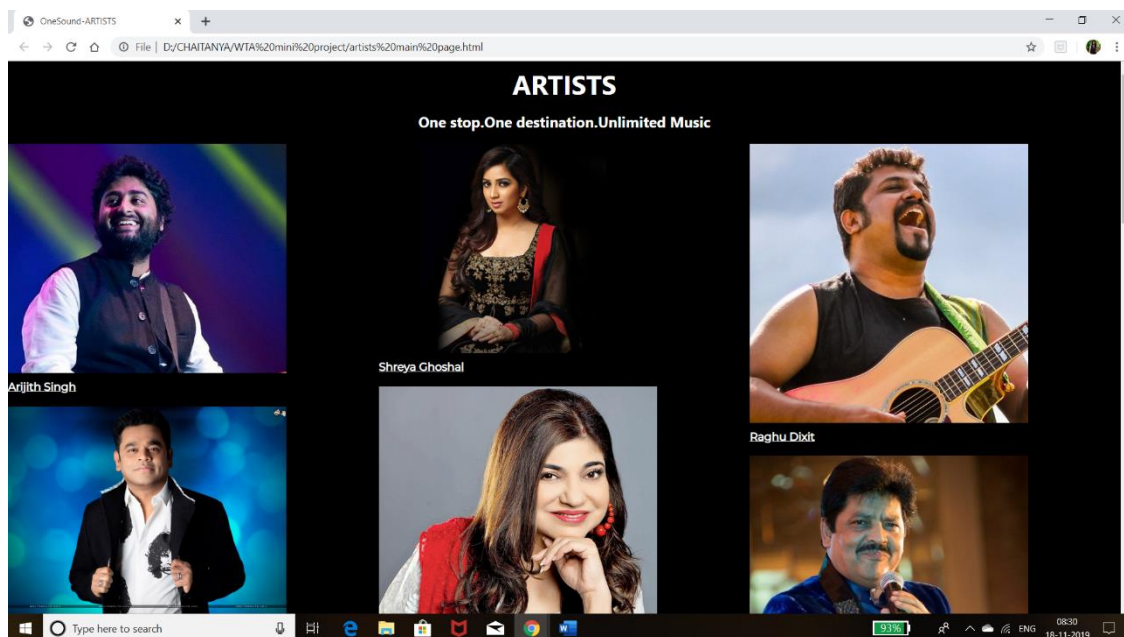 OneSound-ARTISTS
File | D:/CHAITANYA/WTA%20mini%20project/artists%20main%20page.html
ARTISTS
One stop.One destination.Unlimited Music
Shreya Ghoshal
Arijith Singh
Raghu Dixit
Type here to search
93%
ENG
08:30
18-11-2019